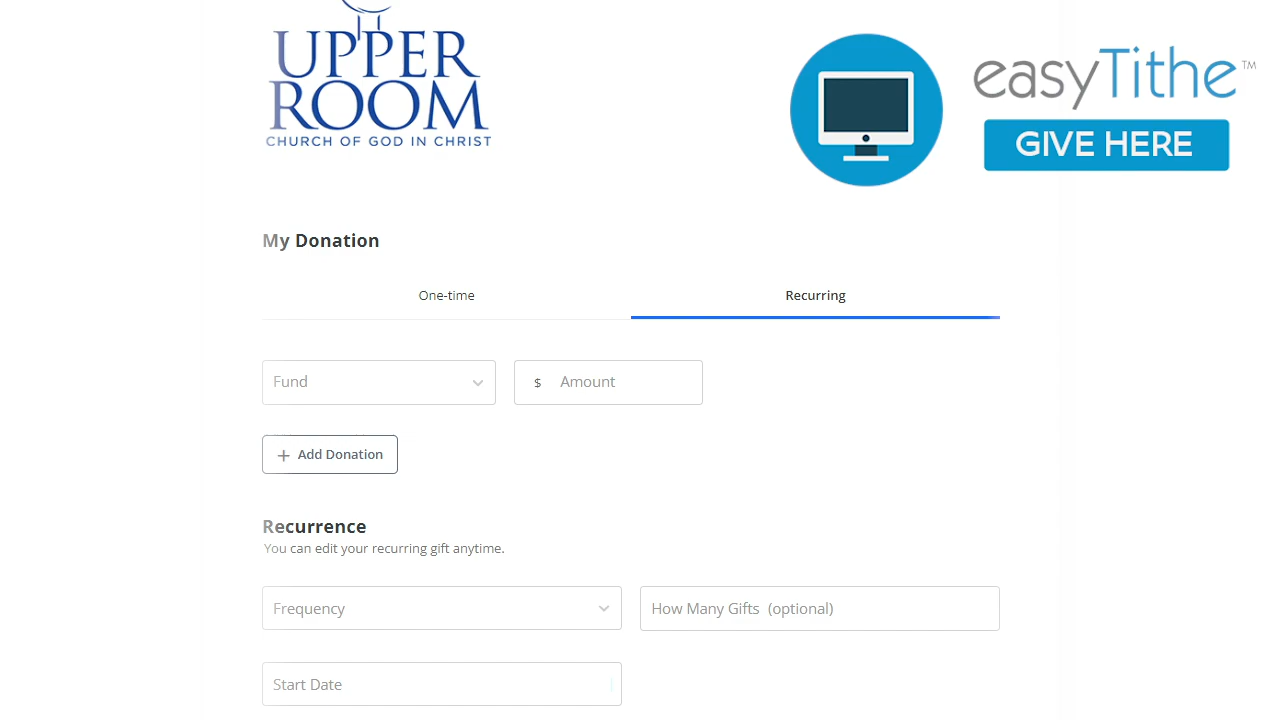 UPPER
ROOM
CHURCH OF GOD IN CHRIST
easyTithe™
GIVE HERE
My Donation
One-time
Recurring
Fund
$ Amount
+ Add Donation
Recurrence
You can edit your recurring gift anytime.
Frequency
How Many Gifts (optional)
Start Date